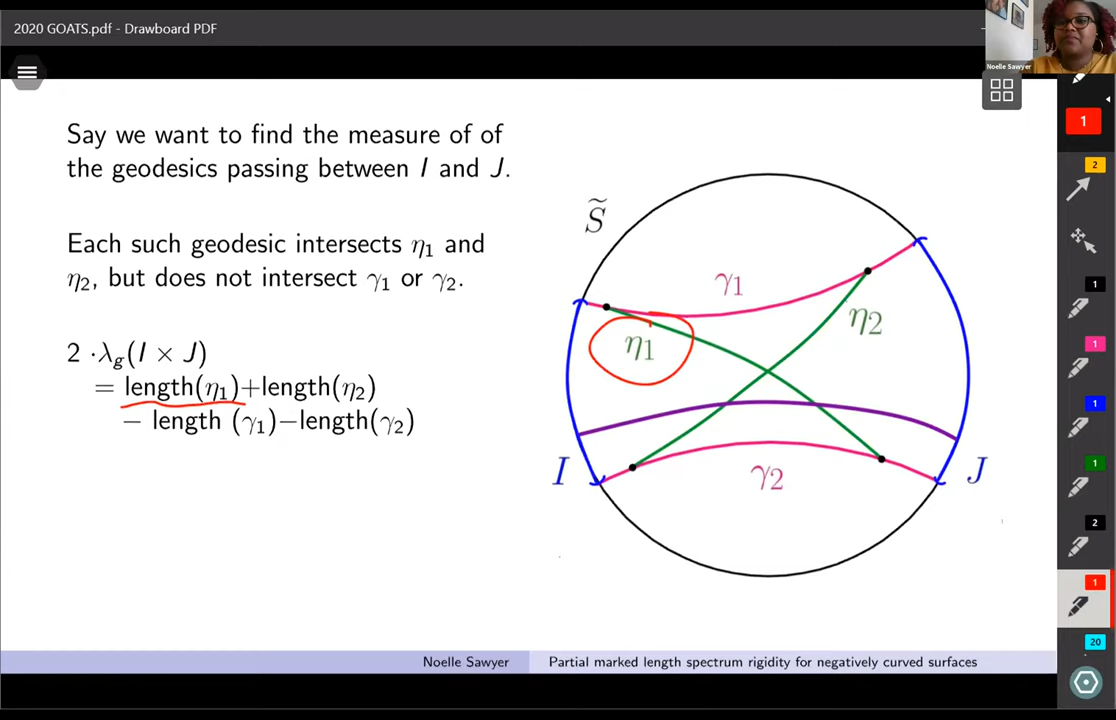 2020 GOATS.pdf - Drawboard PDF
Noelle Sawyer
Say we want to find the measure of of
the geodesics passing between I and J.
Each such geodesic intersects η₁ and
η₂, but does not intersect γ₁ or γ₂.
2 ·λ_g(I × J)
= length(η₁)+length(η₂)
− length (γ₁)−length(γ₂)
S̃
γ₁
η₂
η₁
I
J
γ₂
1
2
1
1
1
1
2
1
20
Noelle Sawyer
Partial marked length spectrum rigidity for negatively curved surfaces